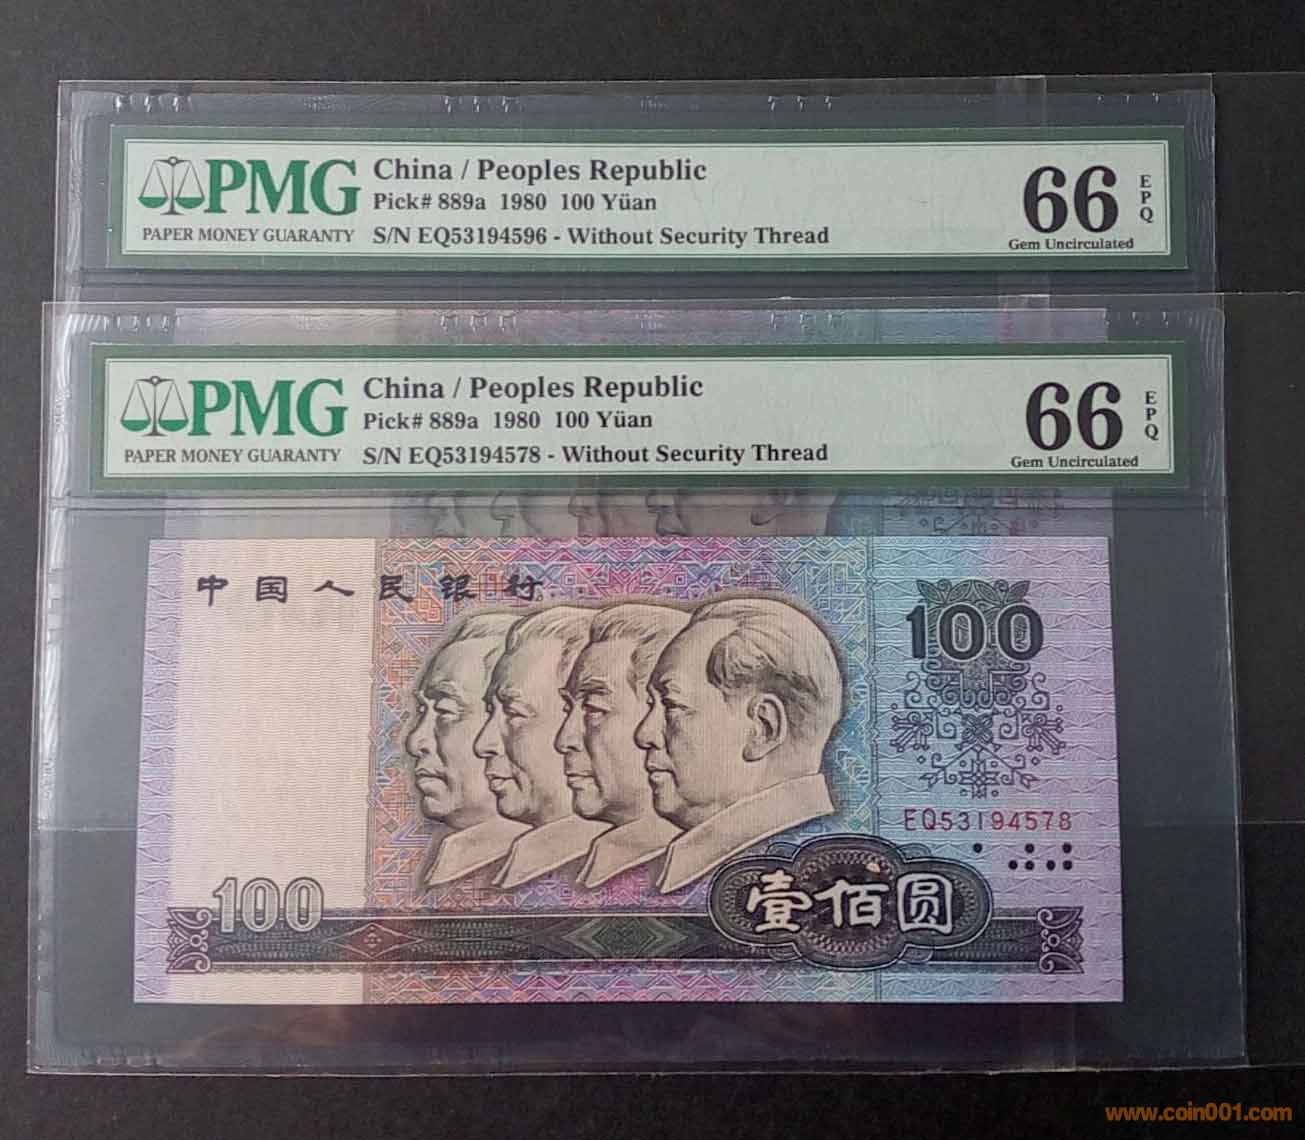 PMG
PAPER MONEY GUARANTY
China / Peoples Republic
Pick# 889a 1980 100 Yüan
S/N EQ53194596 - Without Security Thread
66
EPQ
Gem Uncirculated
PMG
PAPER MONEY GUARANTY
China / Peoples Republic
Pick# 889a 1980 100 Yüan
S/N EQ53194578 - Without Security Thread
66
EPQ
Gem Uncirculated
中国人民银行
100
EQ53194578
100
壹佰圆
www.coin001.com